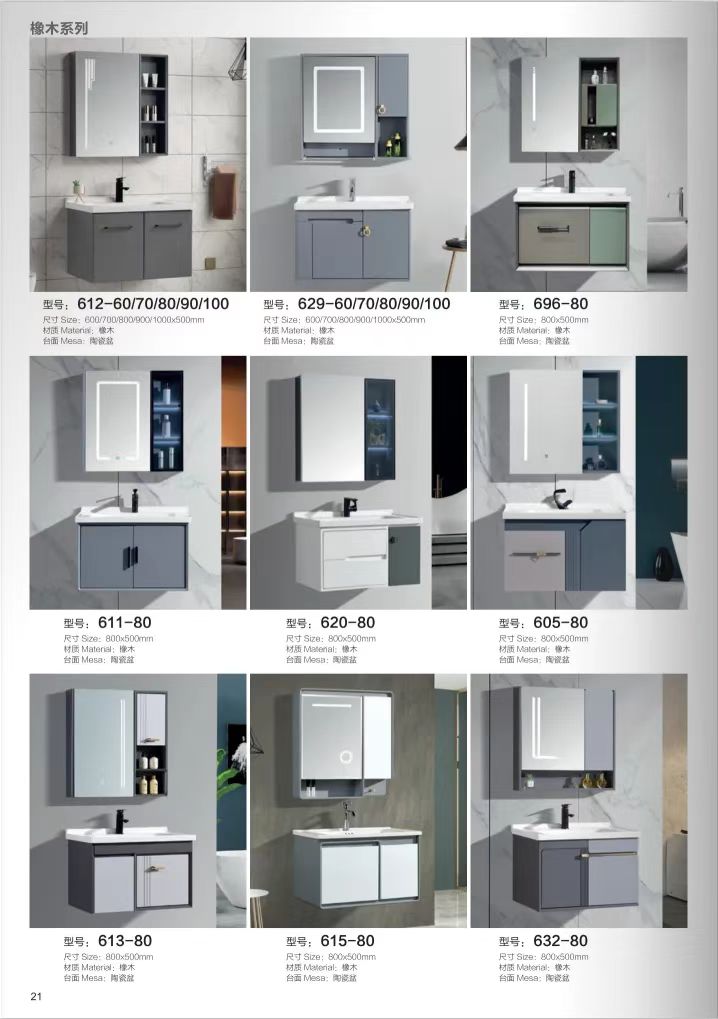 橡木系列
型号：612-60/70/80/90/100
尺寸 Size：600/700/800/900/1000x500mm
材质 Material：橡木
台面 Mesa：陶瓷盆
型号：629-60/70/80/90/100
尺寸 Size：600/700/800/900/1000x500mm
材质 Material：橡木
台面 Mesa：陶瓷盆
型号：696-80
尺寸 Size：800x500mm
材质 Material：橡木
台面 Mesa：陶瓷盆
型号：611-80
尺寸 Size：800x500mm
材质 Material：橡木
台面 Mesa：陶瓷盆
型号：620-80
尺寸 Size：800x500mm
材质 Material：橡木
台面 Mesa：陶瓷盆
型号：605-80
尺寸 Size：800x500mm
材质 Material：橡木
台面 Mesa：陶瓷盆
型号：613-80
尺寸 Size：800x500mm
材质 Material：橡木
台面 Mesa：陶瓷盆
型号：615-80
尺寸 Size：800x500mm
材质 Material：橡木
台面 Mesa：陶瓷盆
型号：632-80
尺寸 Size：800x500mm
材质 Material：橡木
台面 Mesa：陶瓷盆
21